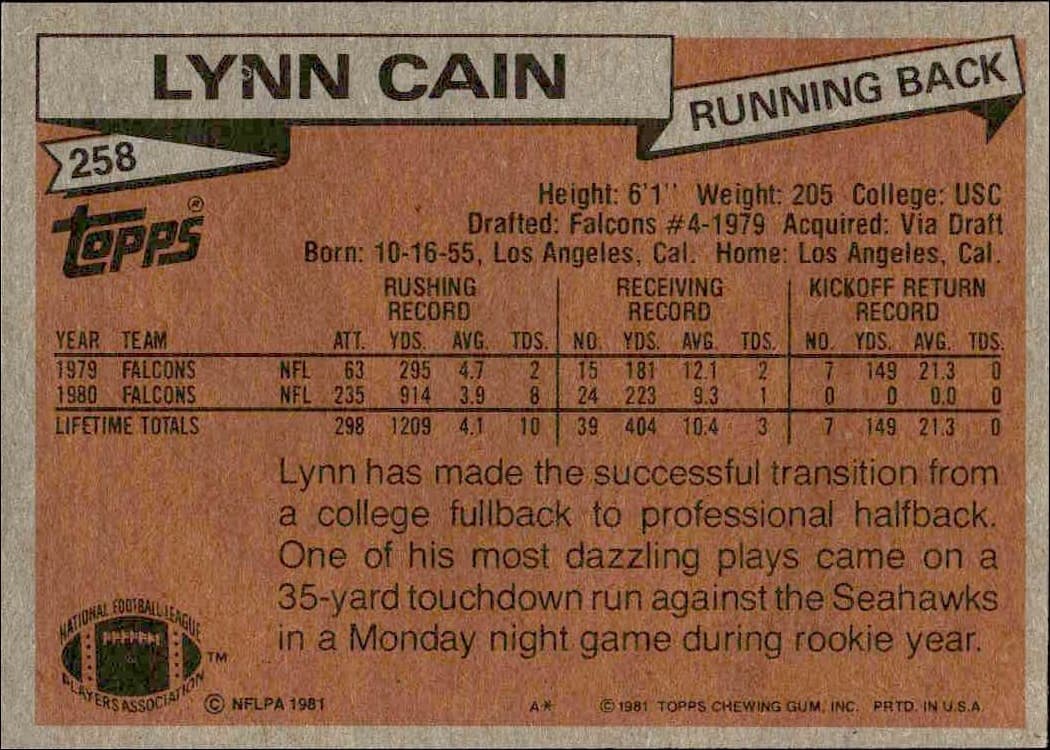 LYNN CAIN
RUNNING BACK
258
Topps®
Height: 6'1" Weight: 205 College: USC
Drafted: Falcons #4-1979 Acquired: Via Draft
Born: 10-16-55, Los Angeles, Cal. Home: Los Angeles, Cal.
RUSHING RECORD RECEIVING RECORD KICKOFF RETURN RECORD
YEAR TEAM ATT. YDS. AVG. TDS. NO. YDS. AVG. TDS. NO. YDS. AVG. TDS.
1979 FALCONS NFL 63 295 4.7 2 15 181 12.1 2 7 149 21.3 0
1980 FALCONS NFL 235 914 3.9 8 24 223 9.3 1 0 0 0.0 0
LIFETIME TOTALS 298 1209 4.1 10 39 404 10.4 3 7 149 21.3 0
Lynn has made the successful transition from
a college fullback to professional halfback.
One of his most dazzling plays came on a
35-yard touchdown run against the Seahawks
in a Monday night game during rookie year.
NATIONAL FOOTBALL LEAGUE
PLAYERS ASSOCIATION
TM
© NFLPA 1981 A* © 1981 TOPPS CHEWING GUM, INC. PRTD. IN U.S.A.